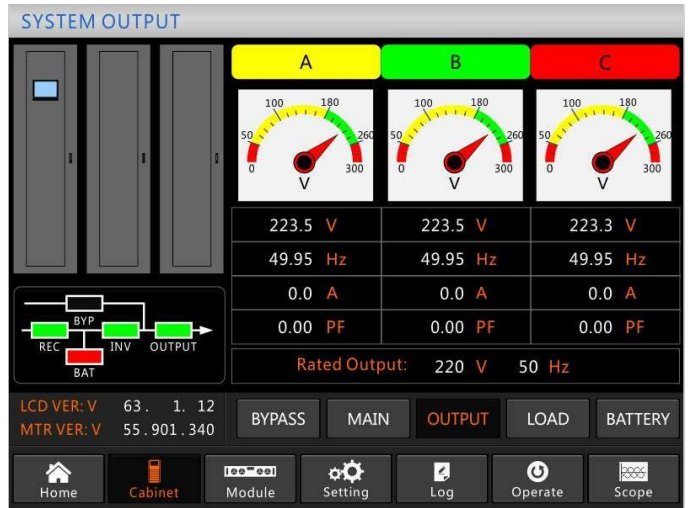 SYSTEM OUTPUT
A B C
0 50 100 180 260 300 V
0 50 100 180 260 300 V
0 50 100 180 260 300 V
223.5 V 223.5 V 223.3 V
49.95 Hz 49.95 Hz 49.95 Hz
0.0 A 0.0 A 0.0 A
0.00 PF 0.00 PF 0.00 PF
Rated Output: 220 V 50 Hz
BYP
REC INV OUTPUT
BAT
LCD VER: V 63. 1. 12
MTR VER: V 55.901.340
BYPASS MAIN OUTPUT LOAD BATTERY
Home Cabinet Module Setting Log Operate Scope